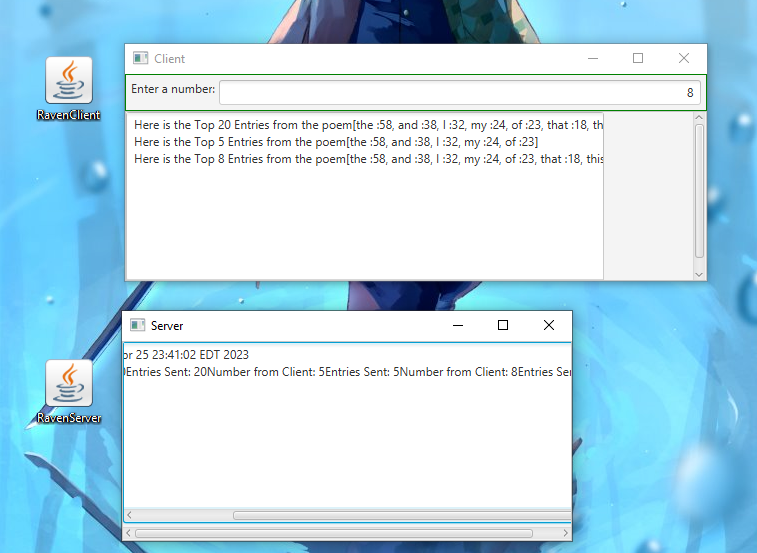 Client
RavenClient
Enter a number:
8
Here is the Top 20 Entries from the poem[the :58, and :38, I :32, my :24, of :23, that :18, th
Here is the Top 5 Entries from the poem[the :58, and :38, I :32, my :24, of :23]
Here is the Top 8 Entries from the poem[the :58, and :38, I :32, my :24, of :23, that :18, this
Server
or 25 23:41:02 EDT 2023
0Entries Sent: 20Number from Client: 5Entries Sent: 5Number from Client: 8Entries Se
RavenServer